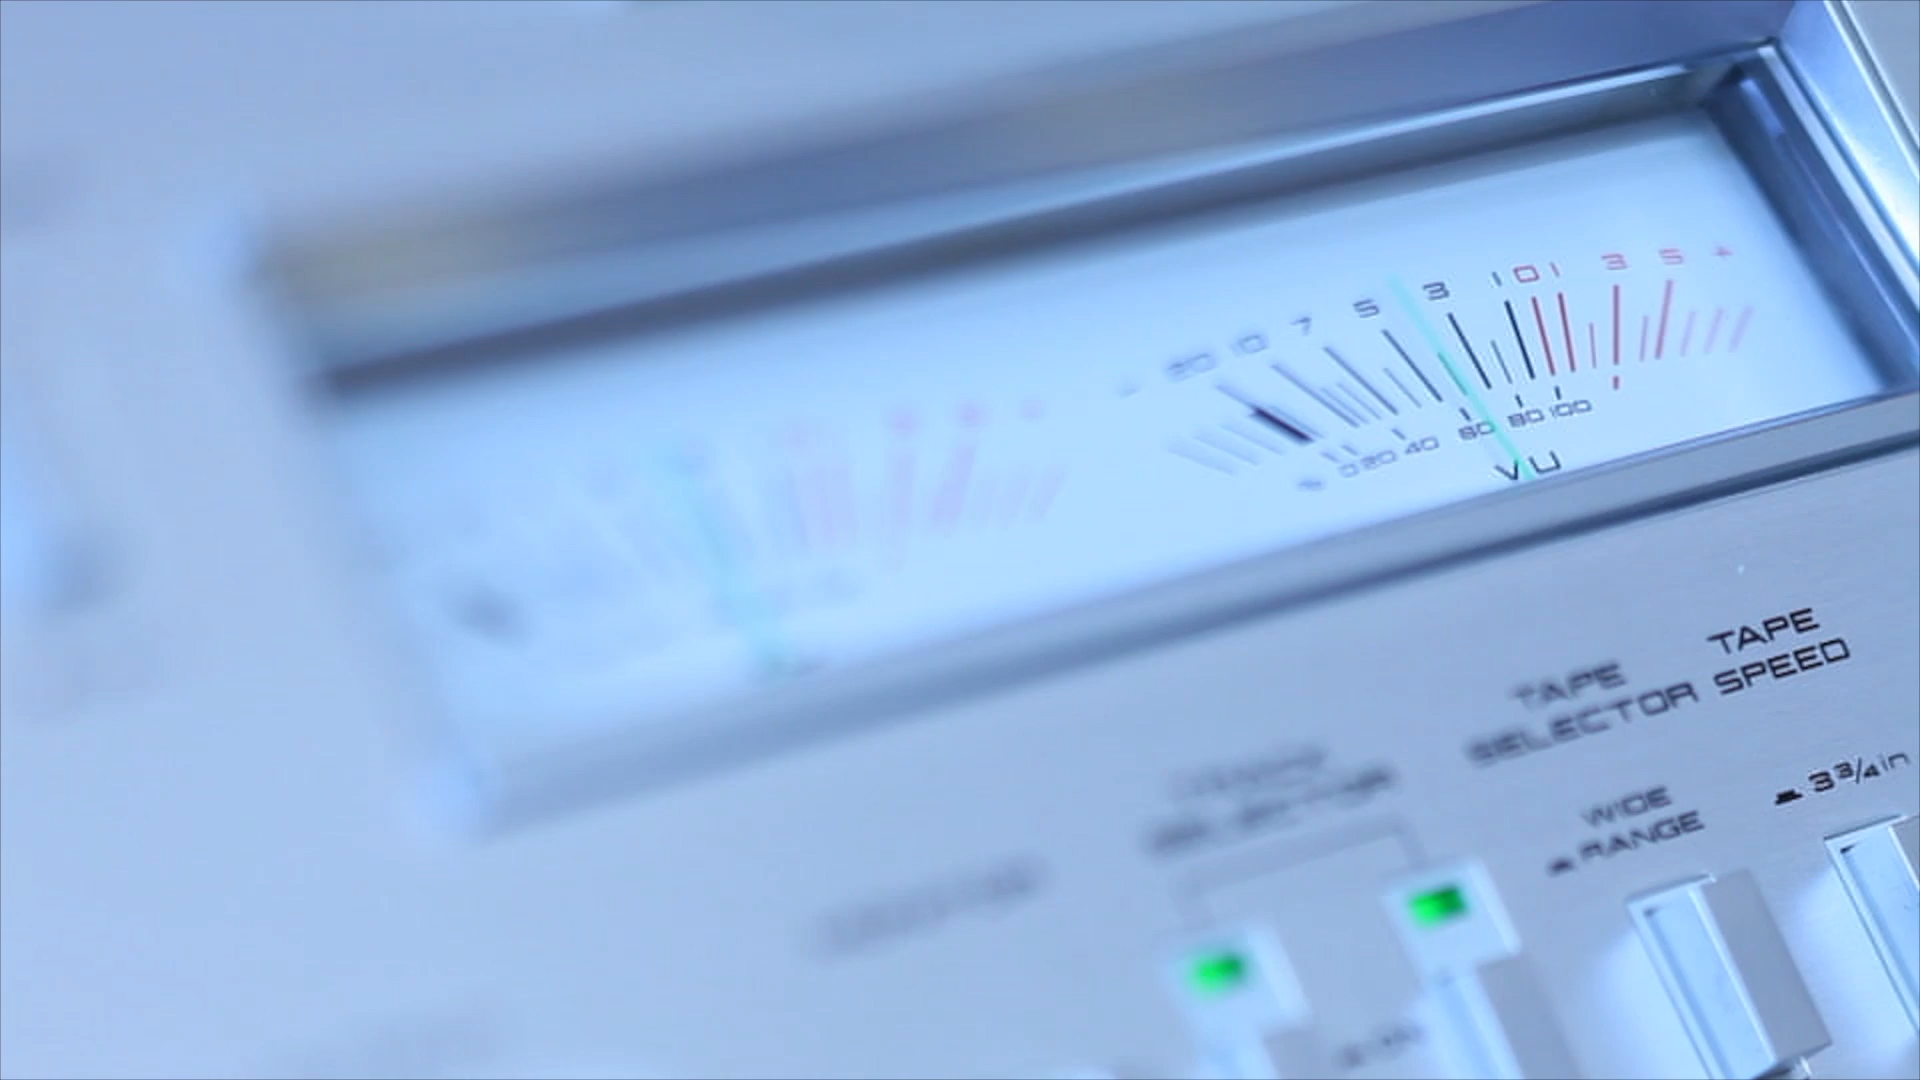 - 20 10 7 5 3 1 0 1 3 5 +
0 20 40 60 80 100
VU
TAPE
SPEED
TAPE
SELECTOR
3¾in
WIDE
RANGE